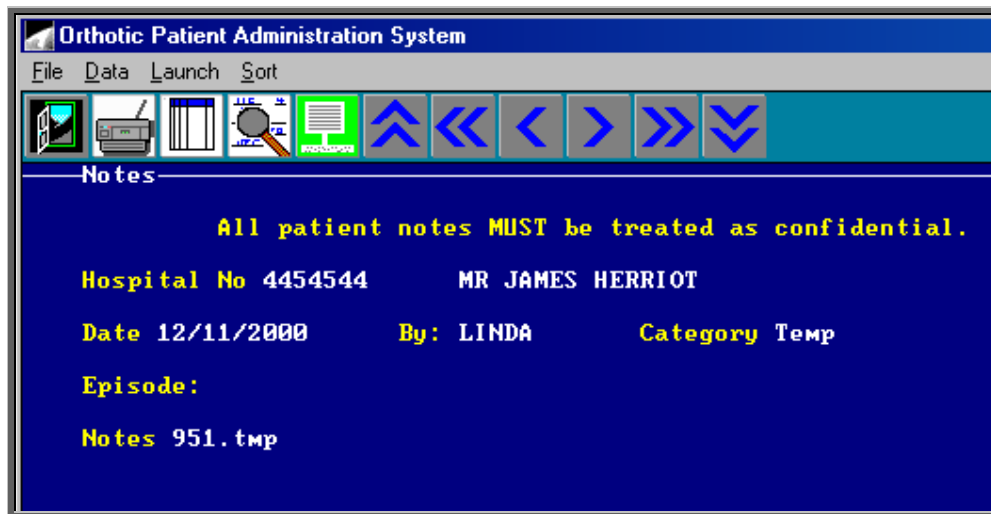 Orthotic Patient Administration System
File Data Launch Sort
Notes
All patient notes MUST be treated as confidential.
Hospital No 4454544 MR JAMES HERRIOT
Date 12/11/2000 By: LINDA Category Temp
Episode:
Notes 951.tmp